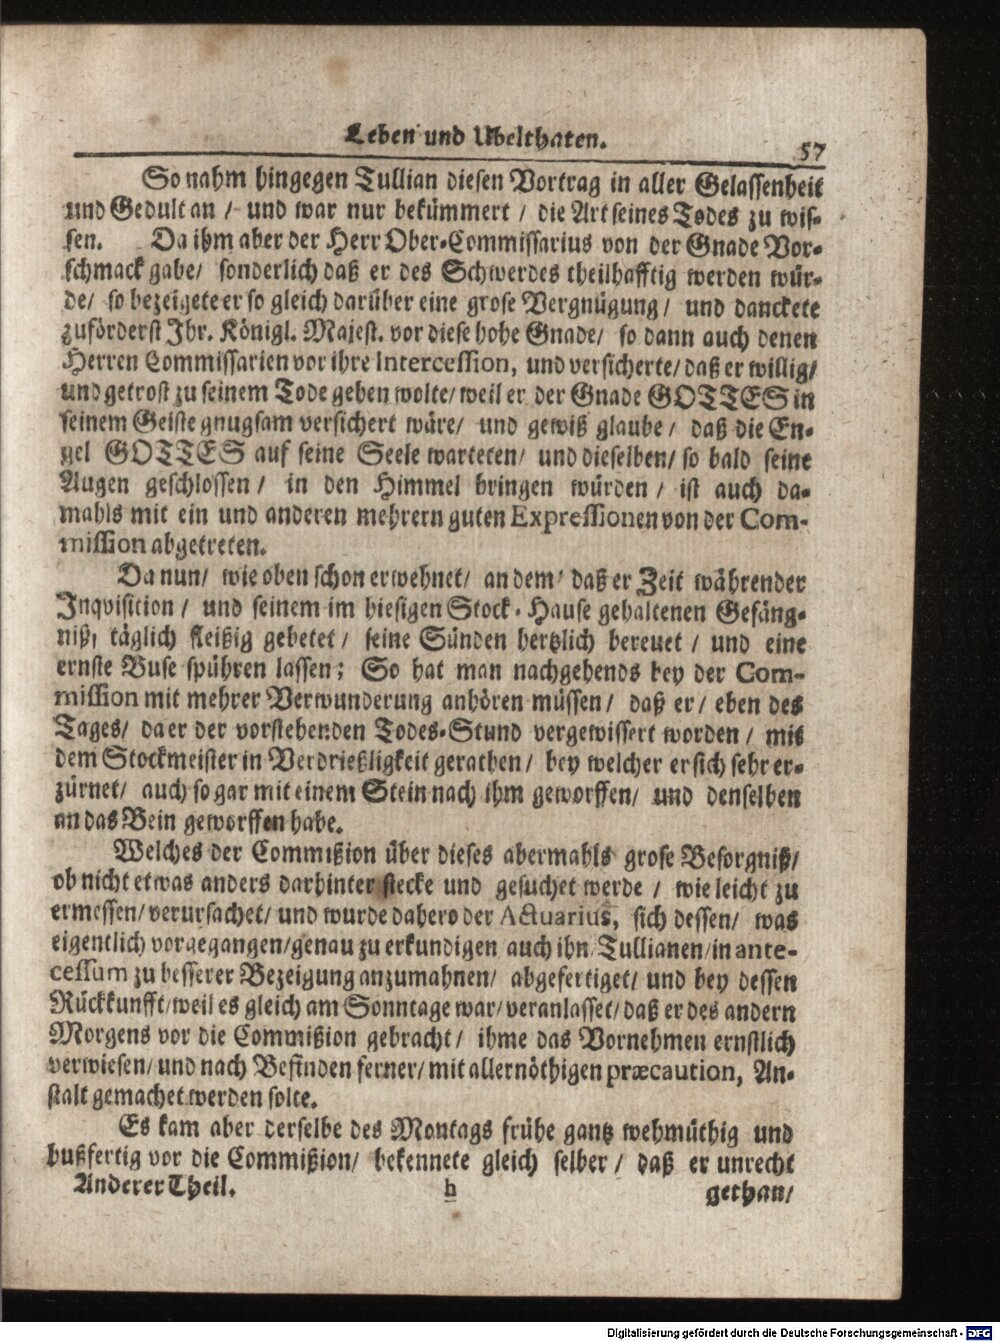 Leben und Ubelthaten. 57
So nahm hingegen Tullian diesen Vortrag in aller Gelassenheit
und Gedult an / und war nur bekümmert / die Art seines Todes zu wis-
sen. Da ihm aber der Herr Ober-Commissarius von der Gnade Vor-
schmack gabe/ sonderlich daß er des Schwerdes theilhafftig werden wür-
de/ so bezeigete er so gleich darüber eine grose Vergnügung/ und danckete
zuförderst Ihr. Königl. Majest. vor diese hohe Gnade/ so dann auch denen
Herren Commissarien vor ihre Intercession, und versicherte/ daß er willig/
und getrost zu seinem Tode gehen wolte/ weil er der Gnade GOTTES in
seinem Geiste gnugsam versichert wäre/ und gewiß glaube/ daß die En-
gel GOTTES auf seine Seele warteten/ und dieselben/ so bald seine
Augen geschlossen / in den Himmel bringen würden / ist auch da-
mahls mit ein und anderen mehrern guten Expressionen von der Com-
mission abgetreten.
Da nun/ wie oben schon erwehnet/ an dem/ daß er Zeit währender
Inqvisition / und seinem im hiesigen Stock-Hause gehaltenen Gefäng-
niß, täglich fleißig gebetet / seine Sünden hertzlich bereuet / und eine
ernste Buse spühren lassen; So hat man nachgehends bey der Com-
mission mit mehrer Verwunderung anhören müssen/ daß er/ eben des
Tages/ da er der vorstehenden Todes-Stund vergewissert worden / mit
dem Stockmeister in Verdrießligkeit gerathen/ bey welcher er sich sehr er-
zürnet/ auch so gar mit einem Stein nach ihm geworffen/ und denselben
an das Bein geworffen habe.
Welches der Commißion über dieses abermahls grose Besorgniß/
ob nicht etwas anders darhinter stecke und gesuchet werde / wie leicht zu
ermessen/ verursachet/ und wurde dahero der Actuarius, sich dessen/ was
eigentlich vorgegangen/ genau zu erkundigen auch ihn/ Tullianen/ in ante-
cessum zu besserer Bezeigung anzumahnen/ abgefertiget/ und bey dessen
Rückkunfft/ weil es gleich am Sonntage war/ veranlasset/ daß er des andern
Morgens vor die Commißion gebracht/ ihme das Vornehmen ernstlich
verwiesen/ und nach Befinden ferner/ mit allernöthigen præcaution, An-
stalt gemachet werden solte.
Es kam aber derselbe des Montags frühe gantz wehmüthig und
bußfertig vor die Commißion/ bekennete gleich selber / daß er unrecht
Anderer Theil. h gethan/
Digitalisierung gefördert durch die Deutsche Forschungsgemeinschaft - DFG